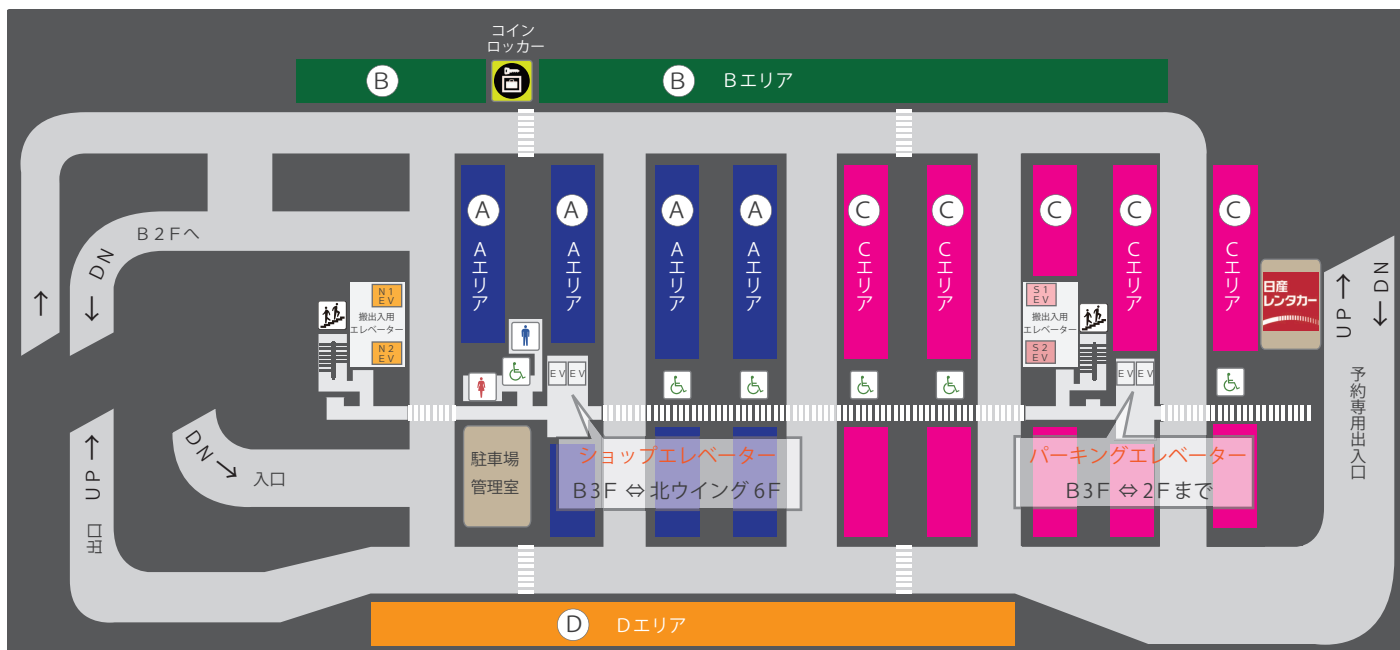 コイン
ロッカー
B
B
Bエリア
A
Aエリア
A
Aエリア
A
Aエリア
A
Aエリア
C
Cエリア
C
Cエリア
C
C
Cエリア
C
Cエリア
B2Fへ
DN
N1
EV
搬出入用
エレベーター
N2
EV
S1
EV
搬出入用
エレベーター
S2
EV
日産
レンタカー
UP
DN
予約専用出入口
EV
EV
EV
EV
UP
出口
DN
入口
駐車場
管理室
ショップエレベーター
B3F ⇔ 北ウイング 6F
パーキングエレベーター
B3F ⇔ 2Fまで
D
Dエリア